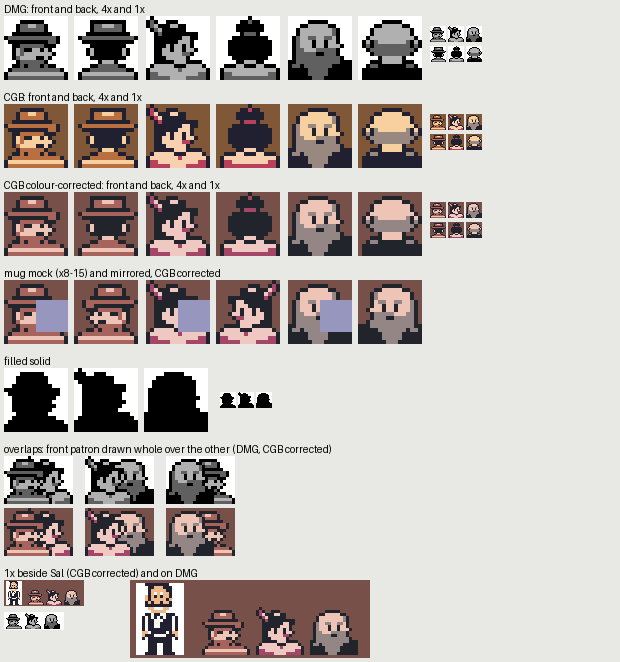 DMG: front and back, 4x and 1x
CGB: front and back, 4x and 1x
CGB colour-corrected: front and back, 4x and 1x
mug mock (x8-15) and mirrored, CGB corrected
filled solid
overlaps: front patron drawn whole over the other (DMG, CGB corrected)
1x beside Sal (CGB corrected) and on DMG